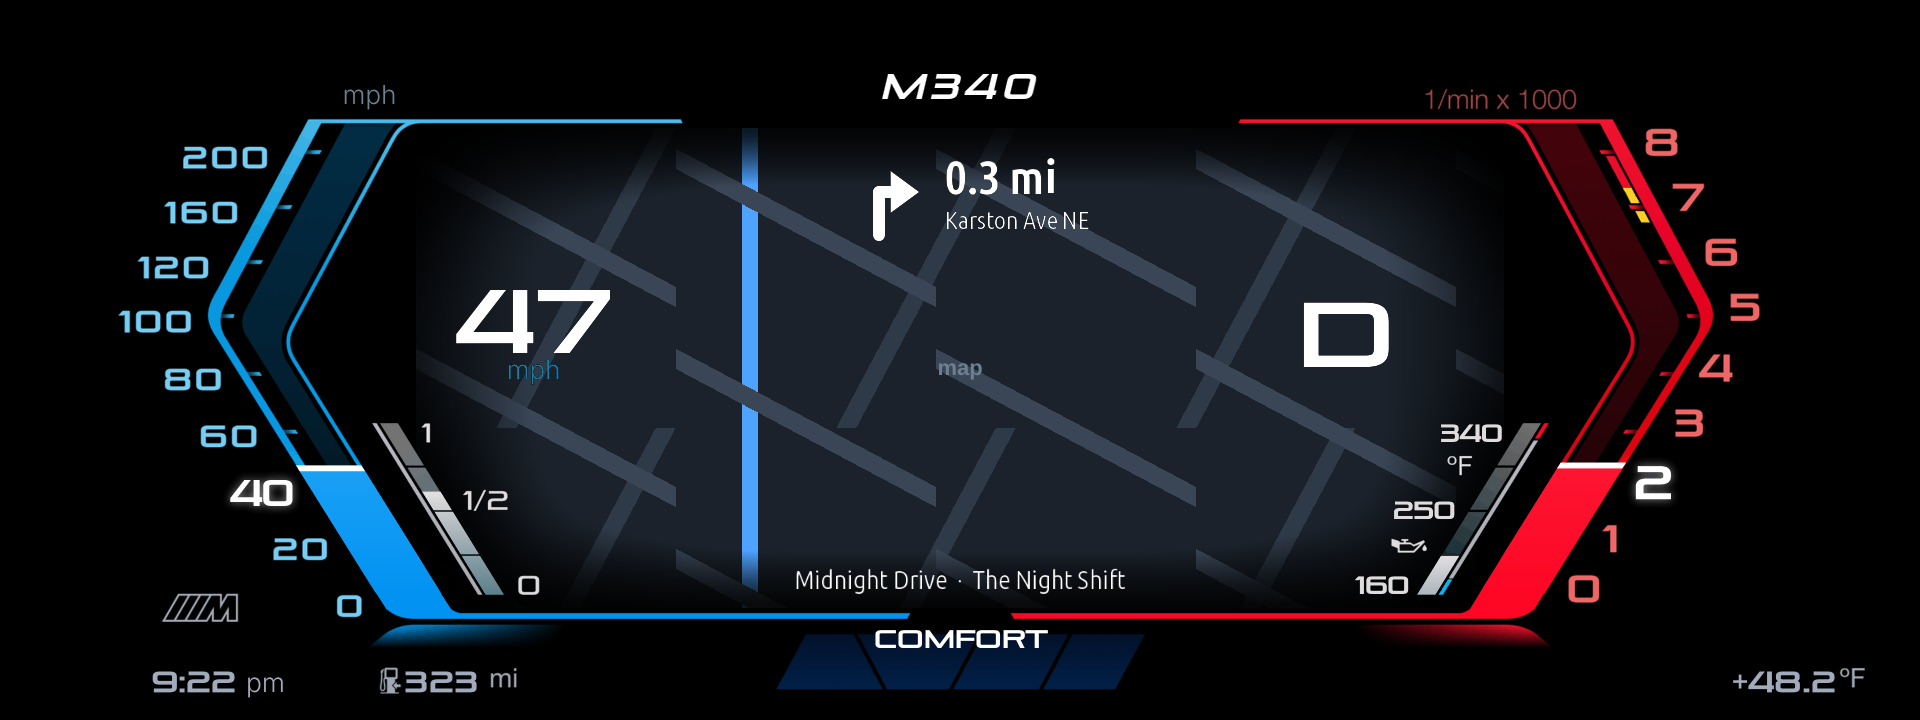 M340
mph
1/min x 1000
200
160
120
100
80
60
40
20
0
0.3 mi
Karston Ave NE
47
mph
map
D
8
7
6
5
4
3
2
1
0
1
1/2
0
340
°F
250
160
Midnight Drive · The Night Shift
COMFORT
M
9:22 pm
323 mi
+48.2°F